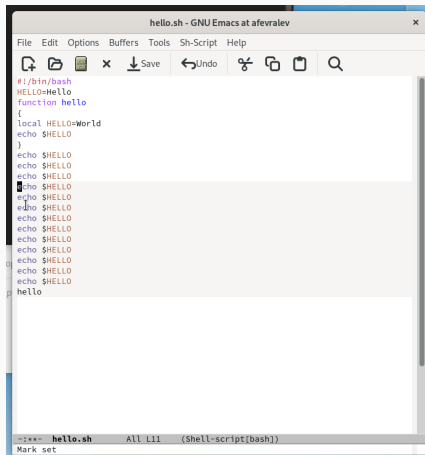 hello.sh - GNU Emacs at afevralev ×
File Edit Options Buffers Tools Sh-Script Help
Save Undo
#!/bin/bash
HELLO=Hello
function hello
{
local HELLO=World
echo $HELLO
}
echo $HELLO
echo $HELLO
echo $HELLO
echo $HELLO
echo $HELLO
echo $HELLO
echo $HELLO
echo $HELLO
echo $HELLO
echo $HELLO
echo $HELLO
echo $HELLO
echo $HELLO
hello
-:**- hello.sh All L11 (Shell-script[bash])
Mark set